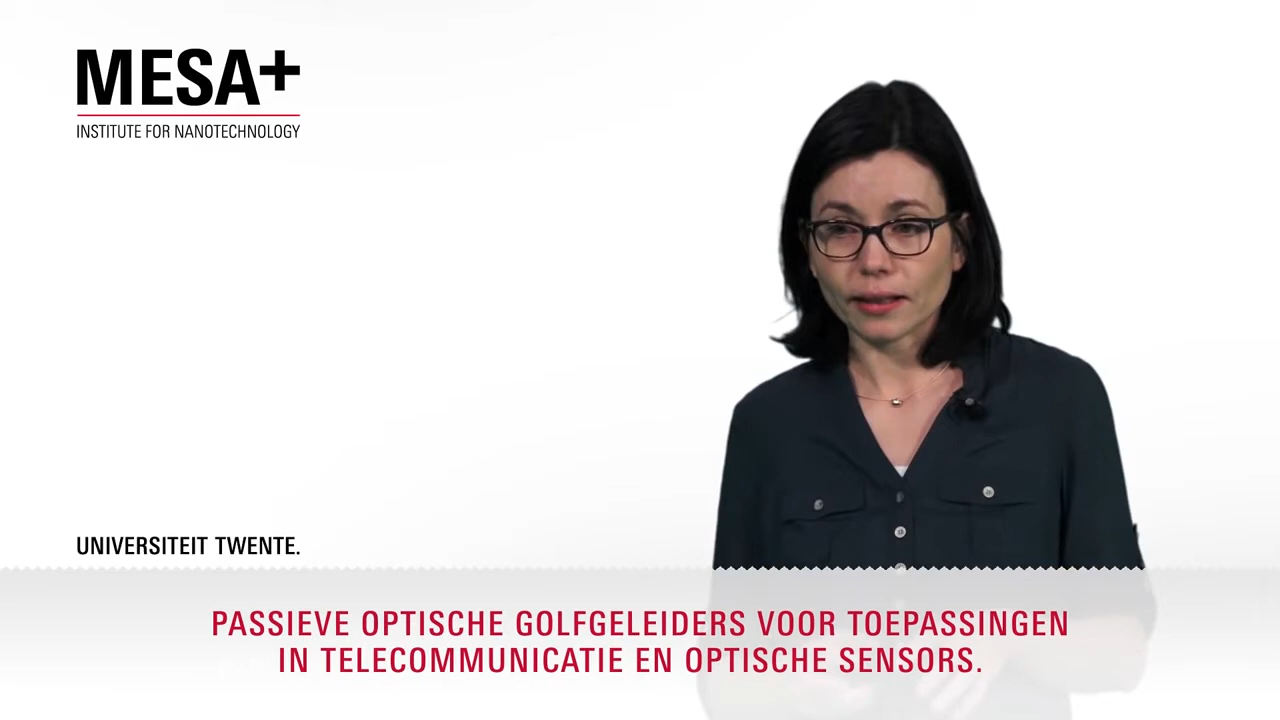 MESA+
INSTITUTE FOR NANOTECHNOLOGY
UNIVERSITEIT TWENTE.
PASSIEVE OPTISCHE GOLFGELEIDERS VOOR TOEPASSINGEN
IN TELECOMMUNICATIE EN OPTISCHE SENSORS.